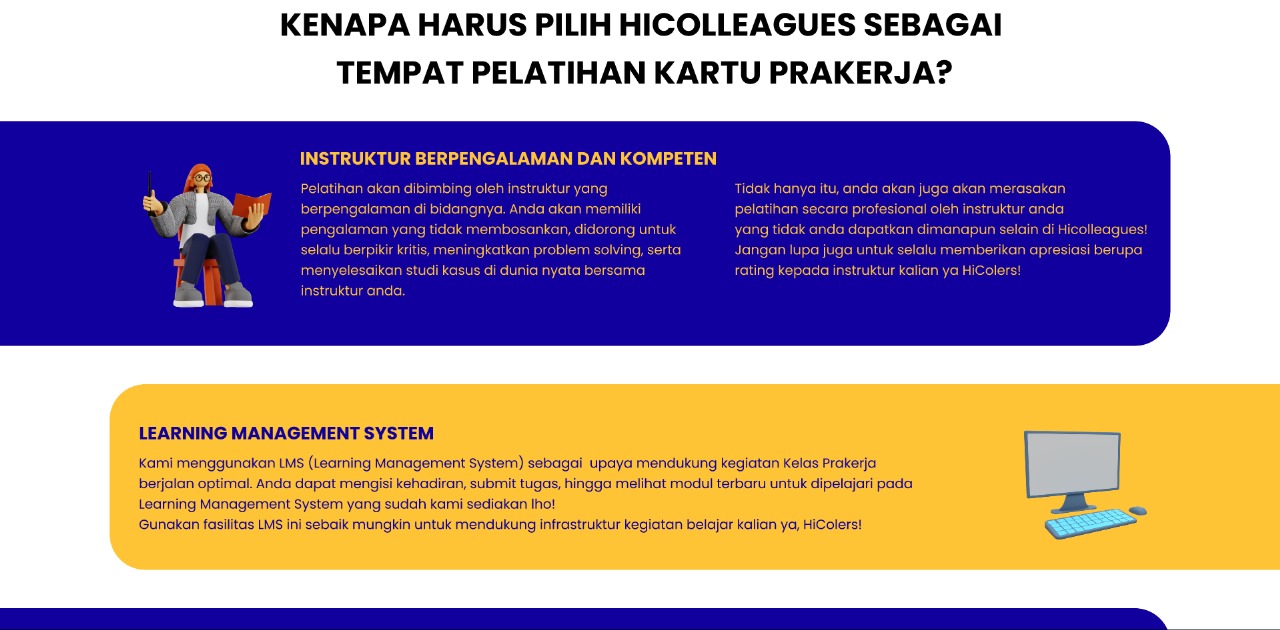 KENAPA HARUS PILIH HICOLLEAGUES SEBAGAI
TEMPAT PELATIHAN KARTU PRAKERJA?
INSTRUKTUR BERPENGALAMAN DAN KOMPETEN
Pelatihan akan dibimbing oleh instruktur yang
berpengalaman di bidangnya. Anda akan memiliki
pengalaman yang tidak membosankan, didorong untuk
selalu berpikir kritis, meningkatkan problem solving, serta
menyelesaikan studi kasus di dunia nyata bersama
instruktur anda.
Tidak hanya itu, anda akan juga akan merasakan
pelatihan secara profesional oleh instruktur anda
yang tidak anda dapatkan dimanapun selain di Hicolleagues!
Jangan lupa juga untuk selalu memberikan apresiasi berupa
rating kepada instruktur kalian ya HiColers!
LEARNING MANAGEMENT SYSTEM
Kami menggunakan LMS (Learning Management System) sebagai  upaya mendukung kegiatan Kelas Prakerja
berjalan optimal. Anda dapat mengisi kehadiran, submit tugas, hingga melihat modul terbaru untuk dipelajari pada
Learning Management System yang sudah kami sediakan lho!
Gunakan fasilitas LMS ini sebaik mungkin untuk mendukung infrastruktur kegiatan belajar kalian ya, HiColers!